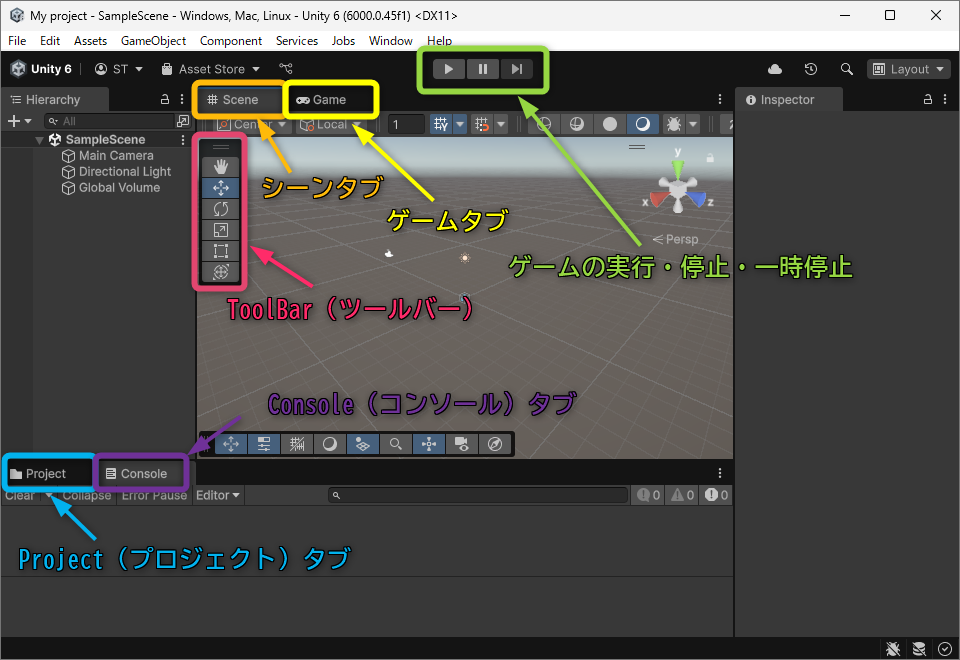 My project - SampleScene - Windows, Mac, Linux - Unity 6 (6000.0.45f1) <DX11>
File Edit Assets GameObject Component Services Jobs Window Help
Unity 6 ST Asset Store Layout
Hierarchy Scene Game Inspector
All Center Local 1
SampleScene
Main Camera
Directional Light
Global Volume
y
x z
Persp
シーンタブ
ゲームタブ
ゲームの実行・停止・一時停止
ToolBar（ツールバー）
Console（コンソール）タブ
Project Console
Clear Collapse Error Pause Editor 0 0 0
Project（プロジェクト）タブ